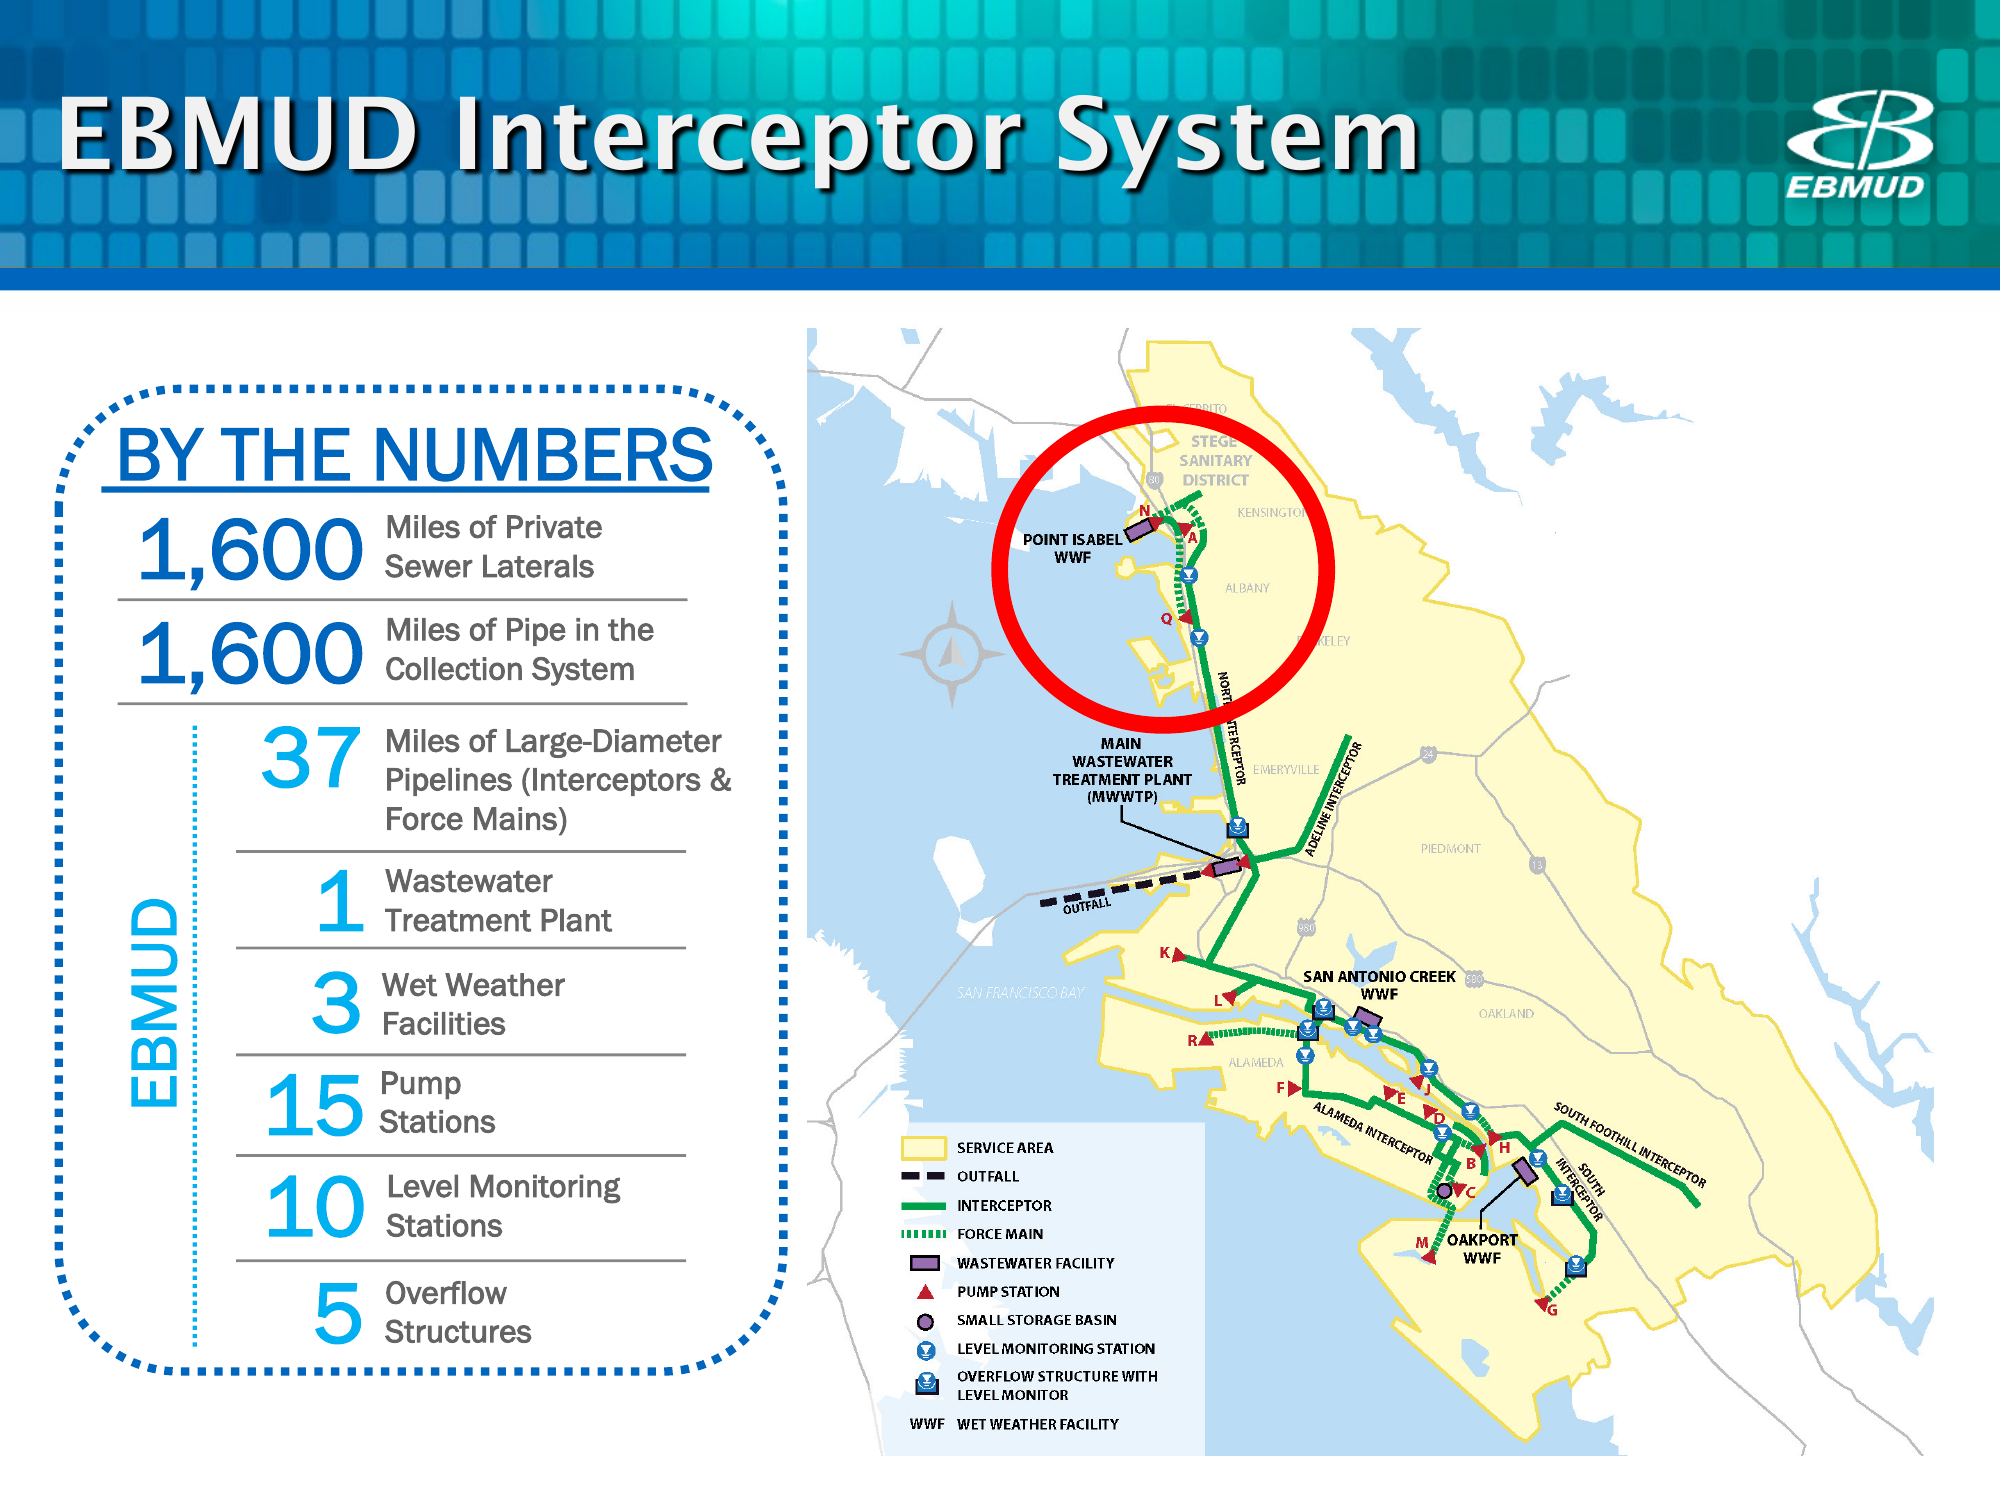 EBMUD Interceptor System
EBMUD
BY THE NUMBERS
1,600
Miles of Private
Sewer Laterals
1,600
Miles of Pipe in the
Collection System
EBMUD
37
Miles of Large-Diameter
Pipelines (Interceptors &
Force Mains)
1
Wastewater
Treatment Plant
3
Wet Weather
Facilities
15
Pump
Stations
10
Level Monitoring
Stations
5
Overflow
Structures
STEGE
SANITARY
DISTRICT
80
KENSINGTON
N
A
POINT ISABEL
WWF
ALBANY
Q
NORTH INTERCEPTOR
MAIN
WASTEWATER
TREATMENT PLANT
(MWWTP)
EMERYVILLE
ADELINE INTERCEPTOR
24
PIEDMONT
13
OUTFALL
980
K
SAN ANTONIO CREEK
WWF
580
SAN FRANCISCO BAY
L
OAKLAND
R
ALAMEDA
F
E
J
D
ALAMEDA INTERCEPTOR
B
H
C
SOUTH FOOTHILL INTERCEPTOR
SOUTH
INTERCEPTOR
M
OAKPORT
WWF
G
SERVICE AREA
OUTFALL
INTERCEPTOR
FORCE MAIN
WASTEWATER FACILITY
PUMP STATION
SMALL STORAGE BASIN
LEVEL MONITORING STATION
OVERFLOW STRUCTURE WITH
LEVEL MONITOR
WWF WET WEATHER FACILITY